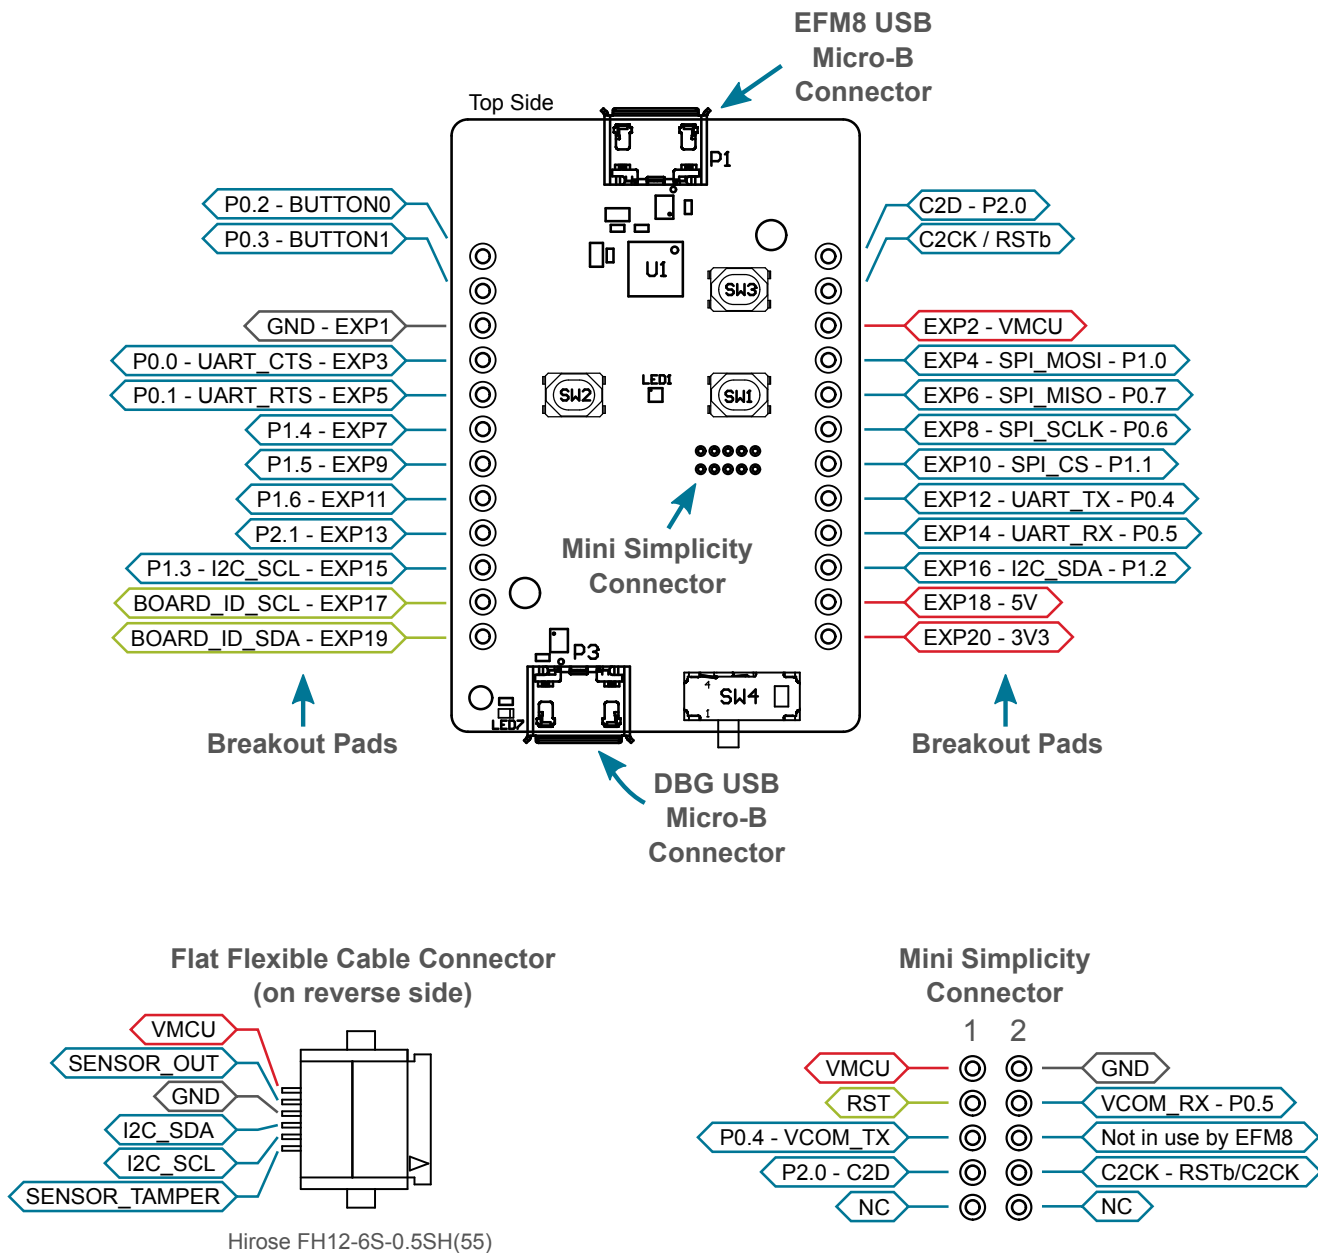 EFM8 USB
Micro-B
Connector
Top Side
P1
P0.2 - BUTTON0
P0.3 - BUTTON1
GND - EXP1
P0.0 - UART_CTS - EXP3
P0.1 - UART_RTS - EXP5
P1.4 - EXP7
P1.5 - EXP9
P1.6 - EXP11
P2.1 - EXP13
P1.3 - I2C_SCL - EXP15
BOARD_ID_SCL - EXP17
BOARD_ID_SDA - EXP19
Breakout Pads
U1
SW3
SW2
LED1
SW1
Mini Simplicity
Connector
P3
SW4
4
1
LED7
C2D - P2.0
C2CK / RSTb
EXP2 - VMCU
EXP4 - SPI_MOSI - P1.0
EXP6 - SPI_MISO - P0.7
EXP8 - SPI_SCLK - P0.6
EXP10 - SPI_CS - P1.1
EXP12 - UART_TX - P0.4
EXP14 - UART_RX - P0.5
EXP16 - I2C_SDA - P1.2
EXP18 - 5V
EXP20 - 3V3
Breakout Pads
DBG USB
Micro-B
Connector
Flat Flexible Cable Connector
(on reverse side)
VMCU
SENSOR_OUT
GND
I2C_SDA
I2C_SCL
SENSOR_TAMPER
Hirose FH12-6S-0.5SH(55)
Mini Simplicity
Connector
1 2
VMCU
GND
RST
VCOM_RX - P0.5
P0.4 - VCOM_TX
Not in use by EFM8
P2.0 - C2D
C2CK - RSTb/C2CK
NC
NC